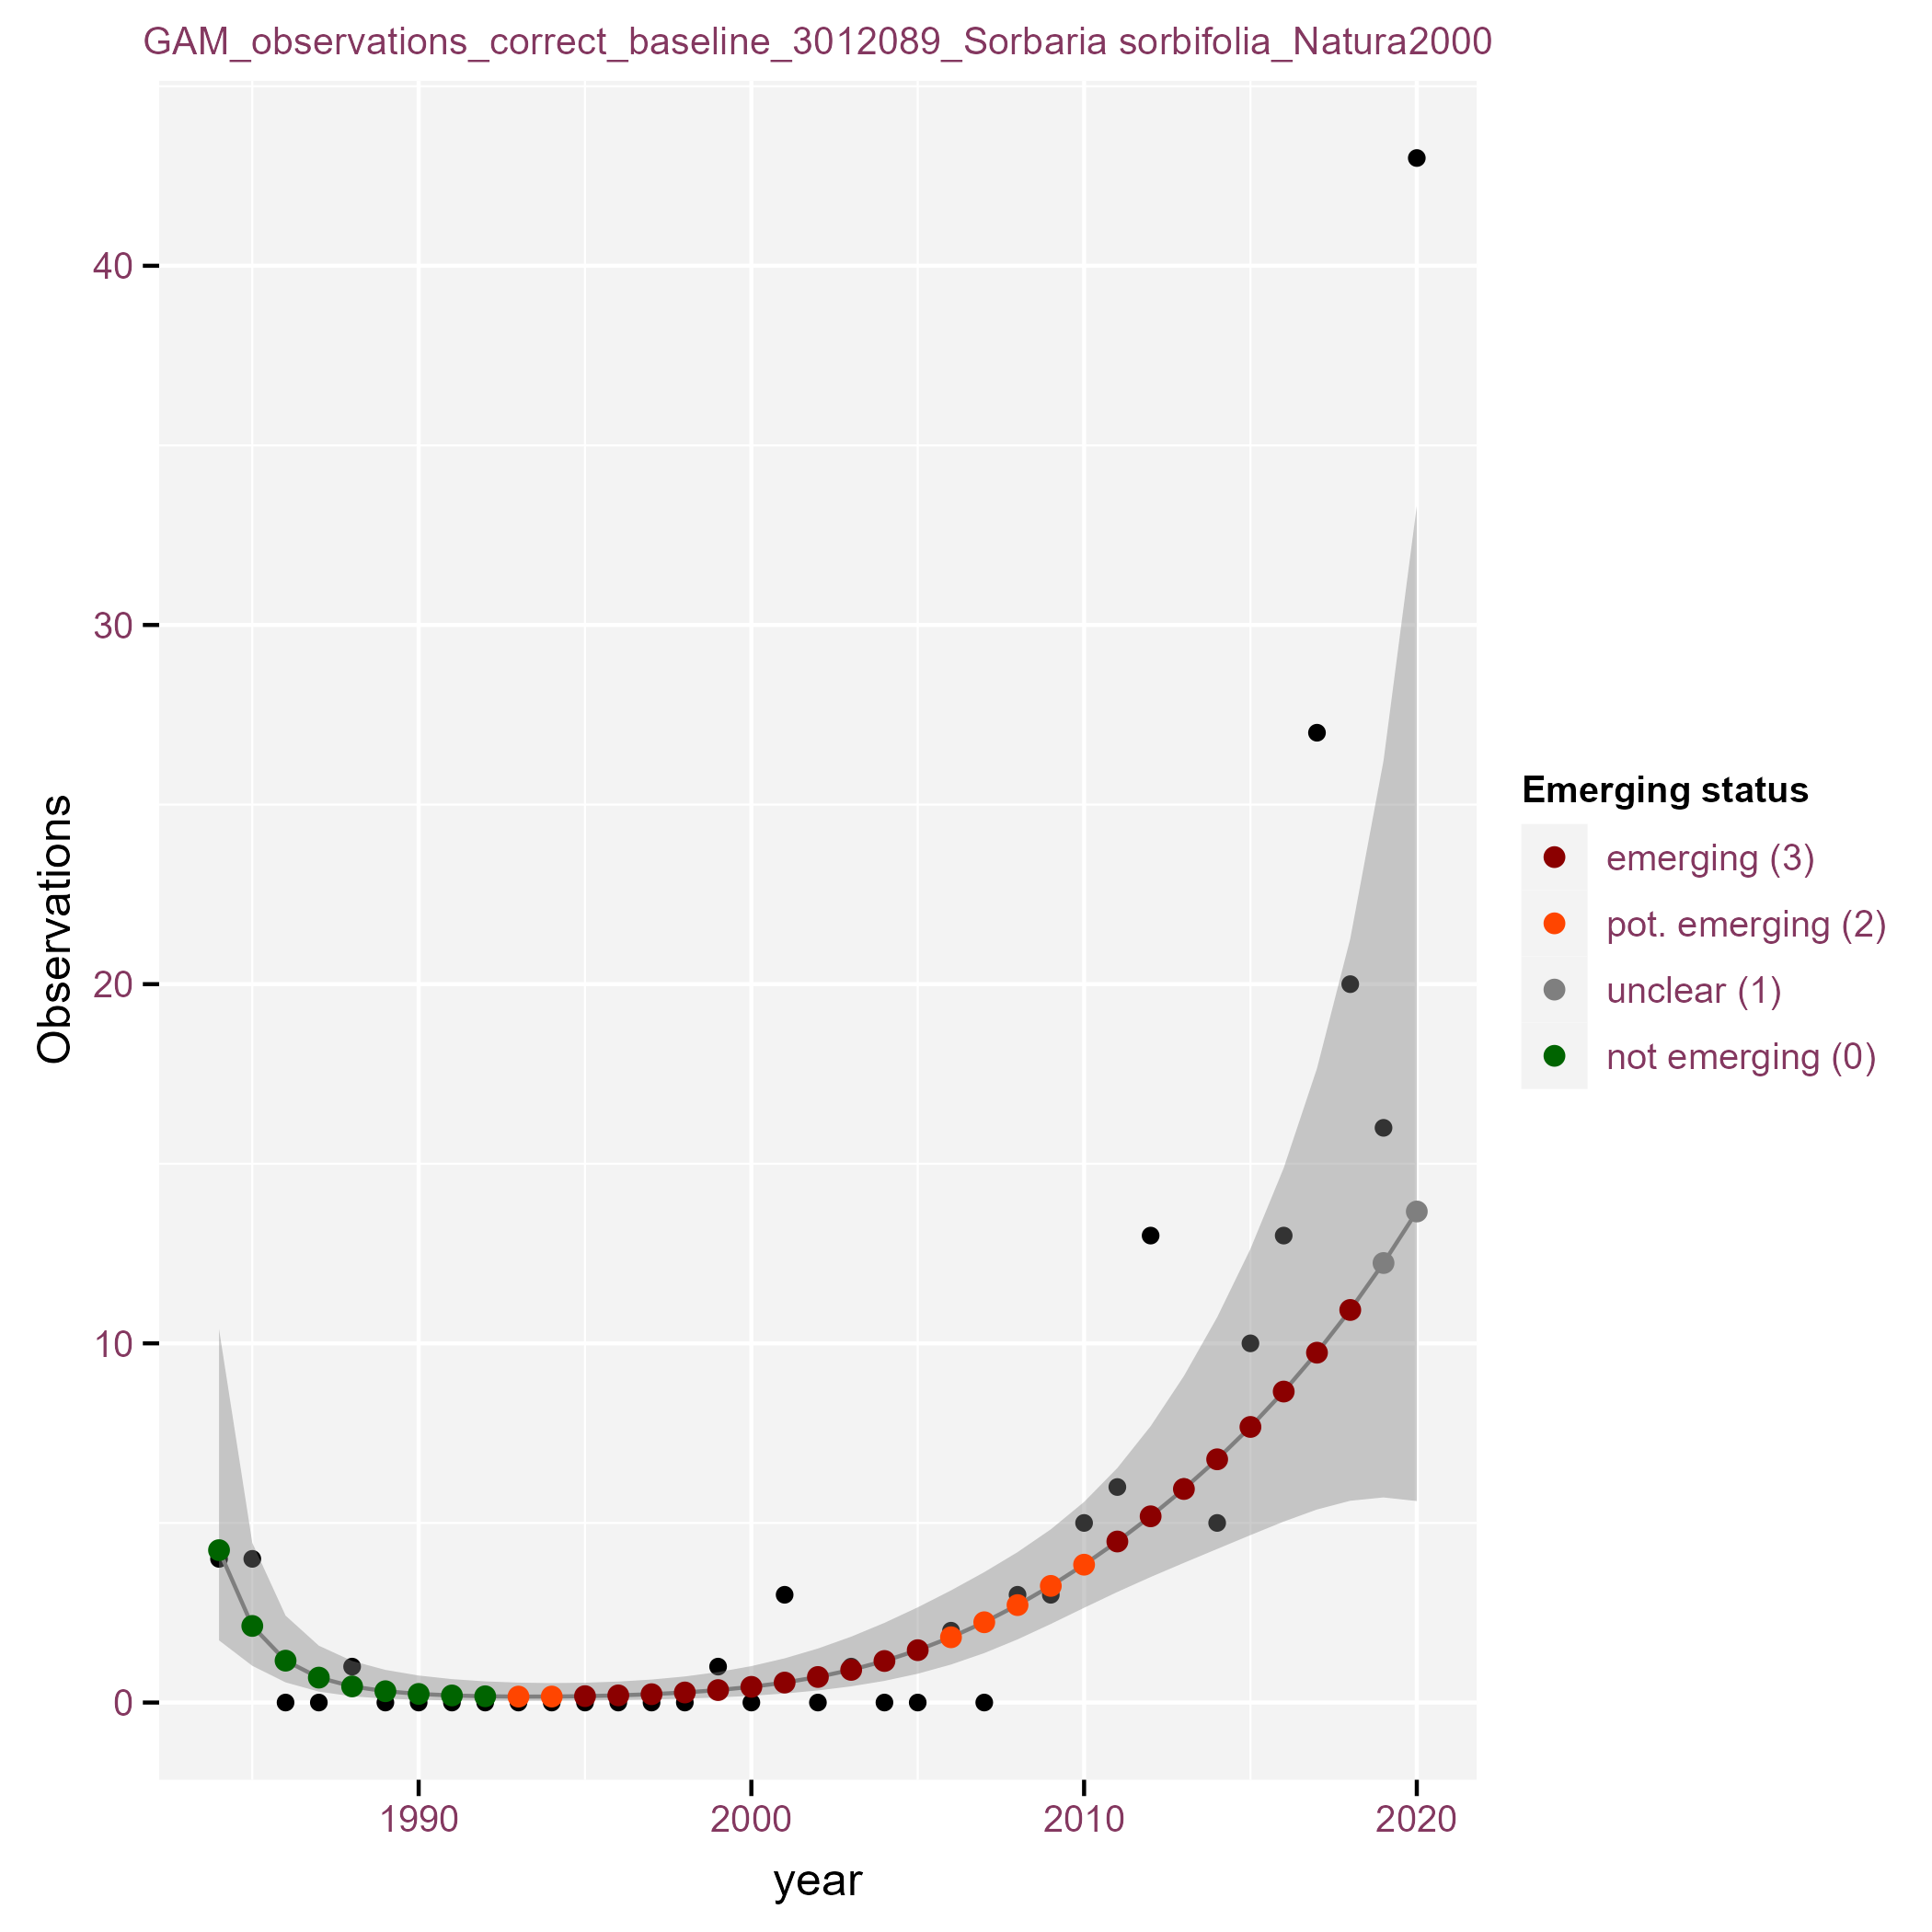 GAM_observations_correct_baseline_3012089_Sorbaria sorbifolia_Natura2000
40
30
20
10
0
Observations
1990
2000
2010
2020
year
Emerging status
emerging (3)
pot. emerging (2)
unclear (1)
not emerging (0)